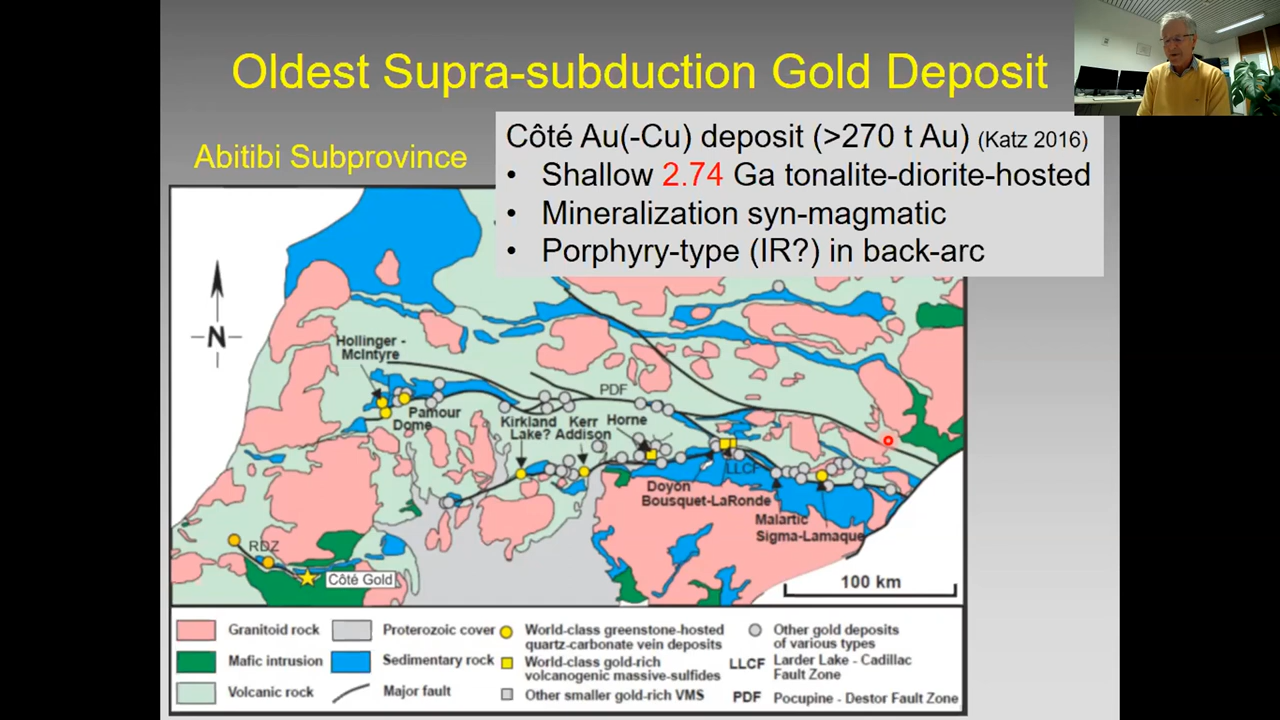 Oldest Supra-subduction Gold Deposit
Abitibi Subprovince
Côté Au(-Cu) deposit (>270 t Au) (Katz 2016)
• Shallow 2.74 Ga tonalite-diorite-hosted
• Mineralization syn-magmatic
• Porphyry-type (IR?) in back-arc
N
Hollinger -
McIntyre
PDF
Pamour
Dome
Kirkland
Lake?
Kerr
Addison
Horne
LLCF
Doyon
Bousquet-LaRonde
Malartic
Sigma-Lamaque
RDZ
Côté Gold
100 km
Granitoid rock
Mafic intrusion
Volcanic rock
Proterozoic cover
Sedimentary rock
Major fault
World-class greenstone-hosted
quartz-carbonate vein deposits
World-class gold-rich
volcanogenic massive-sulfides
Other smaller gold-rich VMS
Other gold deposits
of various types
LLCF Larder Lake - Cadillac
Fault Zone
PDF Pocupine - Destor Fault Zone